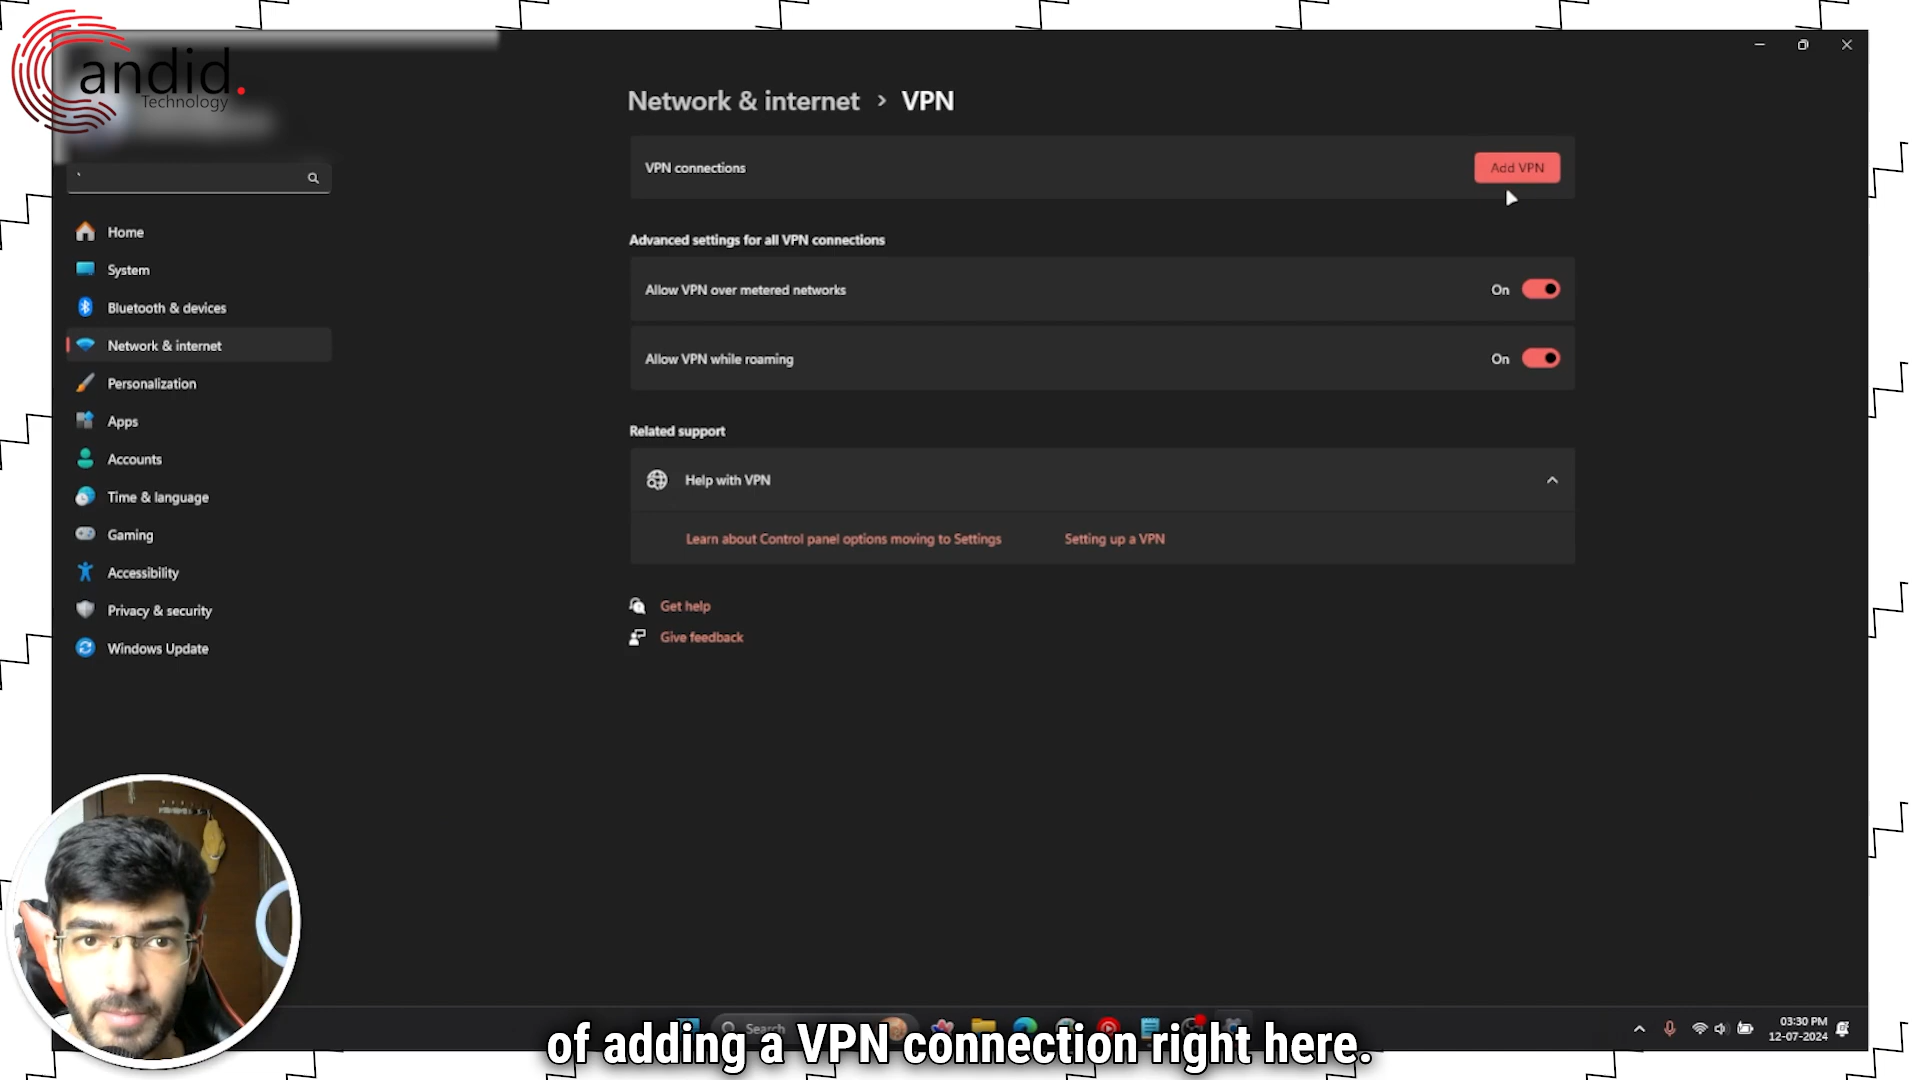 andid.
Technology
Network & internet > VPN
VPN connections
Add VPN
Home
Advanced settings for all VPN connections
System
Allow VPN over metered networks
On
Bluetooth & devices
Network & internet
Allow VPN while roaming
On
Personalization
Apps
Related support
Accounts
Help with VPN
Time & language
Gaming
Learn about Control panel options moving to Settings
Setting up a VPN
Accessibility
Privacy & security
Get help
Give feedback
Windows Update
Search
03:30 PM
12-07-2024
of adding a VPN connection right here.